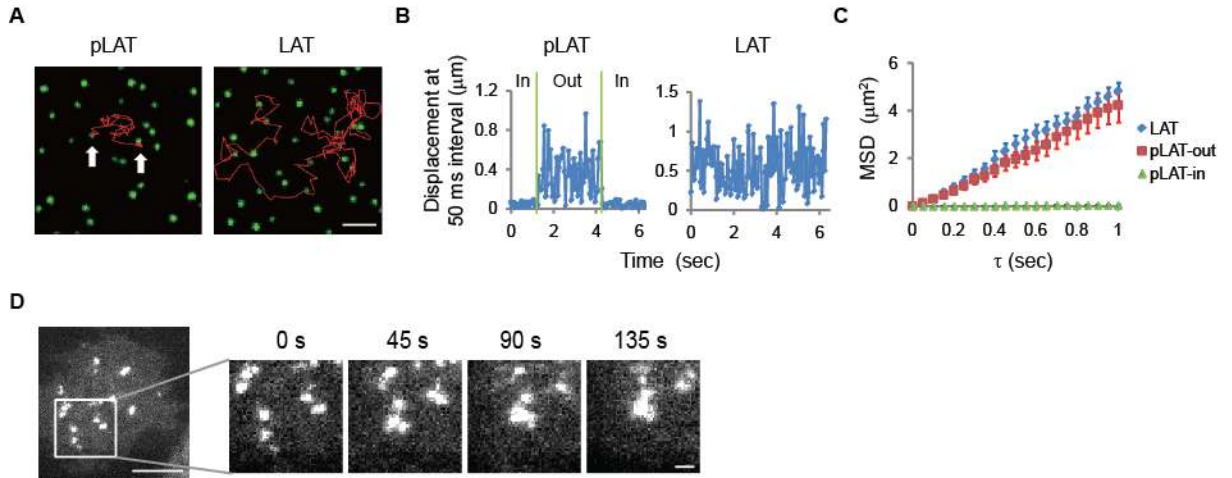 A
pLAT
LAT
B
pLAT
LAT
In
Out
In
Displacement at
50 ms interval (μm)
1.2
0.8
0.4
0
0 2 4 6
1.5
1
0.5
0
0 2 4 6
Time (sec)
C
MSD (μm²)
6
4
2
0
0 0.2 0.4 0.6 0.8 1
τ (sec)
LAT
pLAT-out
pLAT-in
D
0 s
45 s
90 s
135 s